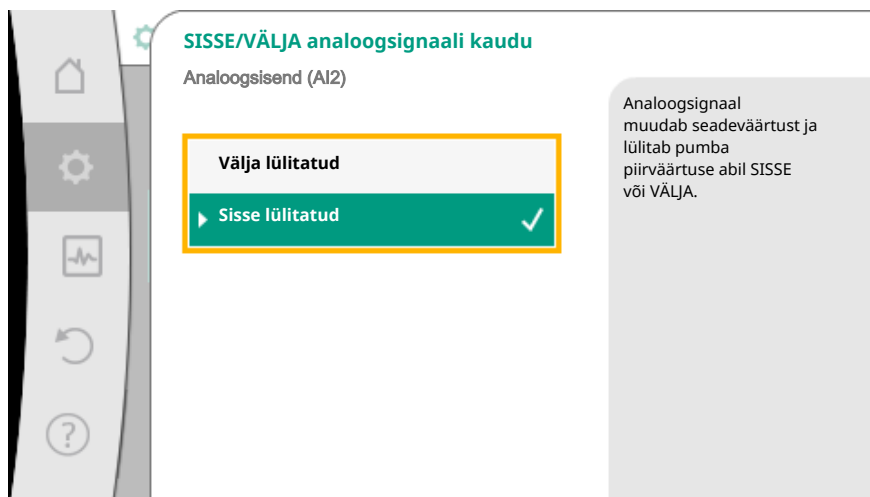 SISSE/VÄLJA analoogsignaali kaudu
Analoogsisend (AI2)
Välja lülitatud
Sisse lülitatud
Analoogsignaal
muudab seadeväärtust ja
lülitab pumba
piirväärtuse abil SISSE
või VÄLJA.